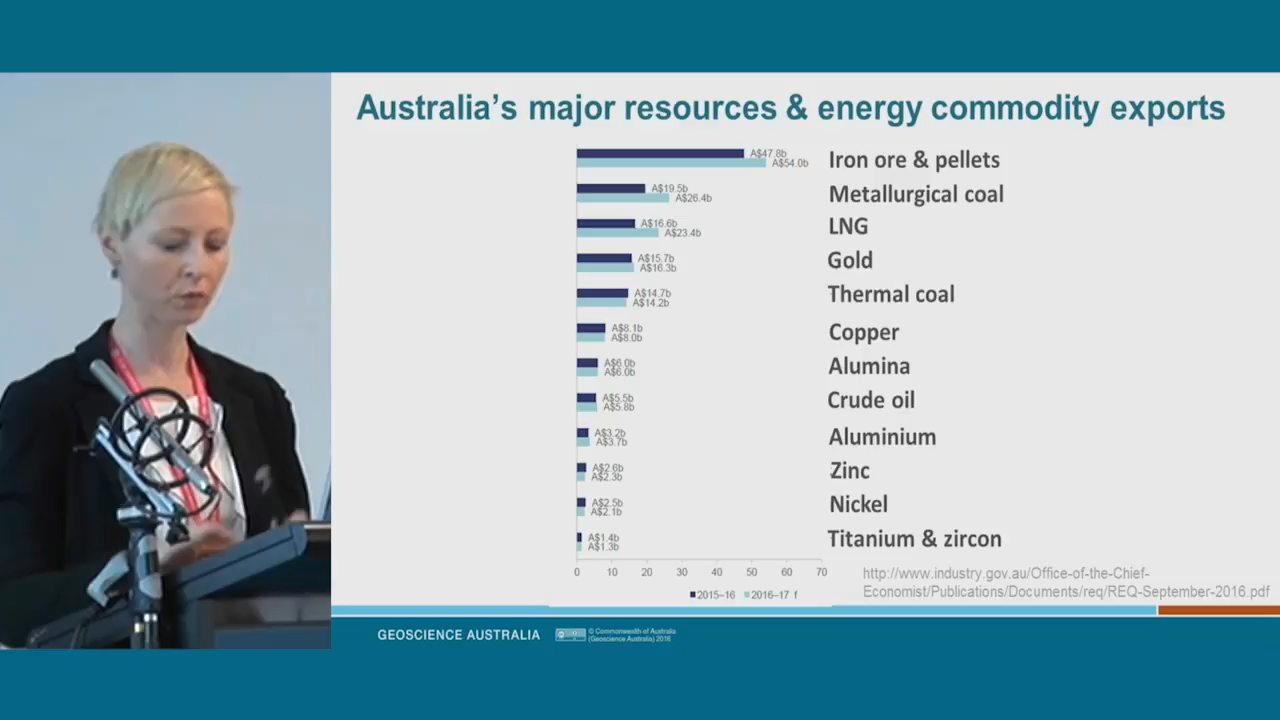 Australia's major resources & energy commodity exports
A$47.8b
A$54.0b
Iron ore & pellets
A$19.5b
A$26.4b
Metallurgical coal
A$16.6b
A$23.4b
LNG
A$15.7b
A$16.3b
Gold
A$14.7b
A$14.2b
Thermal coal
A$8.1b
A$8.0b
Copper
A$6.0b
A$6.0b
Alumina
A$5.5b
A$5.8b
Crude oil
A$3.2b
A$3.7b
Aluminium
A$2.6b
A$2.3b
Zinc
A$2.5b
A$2.1b
Nickel
A$1.4b
A$1.3b
Titanium & zircon
0 10 20 30 40 50 60 70
2015–16 2016–17 f
http://www.industry.gov.au/Office-of-the-Chief-
Economist/Publications/Documents/req/REQ-September-2016.pdf
GEOSCIENCE AUSTRALIA
© Commonwealth of Australia
(Geoscience Australia) 2016